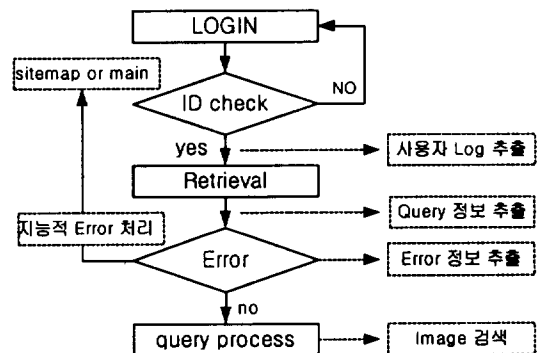 LOGIN
sitemap or main
NO
ID check
yes
사용자 Log 추출
Retrieval
Query 정보 추출
지능적 Error 처리
Error
Error 정보 추출
no
query process
Image 검색